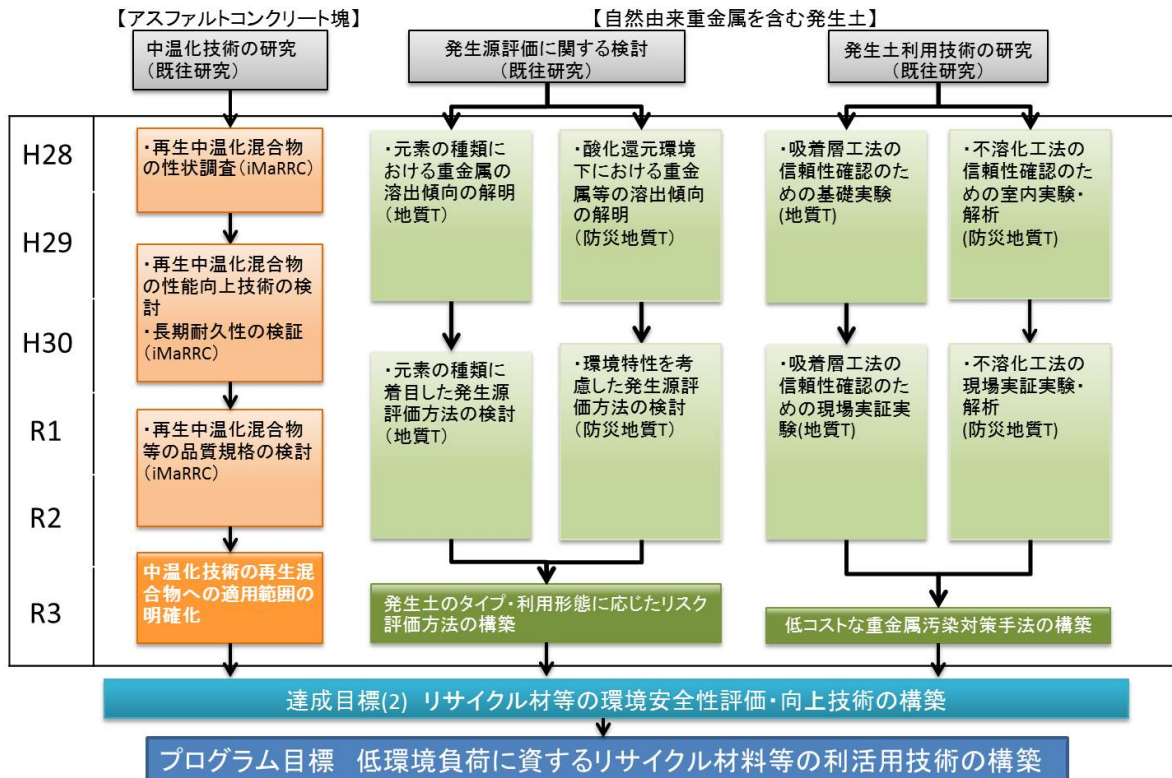 【アスファルトコンクリート塊】
【自然由来重金属を含む発生土】
中温化技術の研究
(既往研究)
発生源評価に関する検討
(既往研究)
発生土利用技術の研究
(既往研究)
H28
H29
H30
R1
R2
R3
・再生中温化混合物
の性状調査(iMaRRC)
・再生中温化混合物
の性能向上技術の検
討
・長期耐久性の検証
(iMaRRC)
・再生中温化混合物
等の品質規格の検討
(iMaRRC)
中温化技術の再生混
合物への適用範囲の
明確化
・元素の種類に
おける重金属の
溶出傾向の解明
(地質T)
・元素の種類に
着目した発生源
評価方法の検討
(地質T)
・酸化還元環境
下における重金
属等の溶出傾向
の解明
(防災地質T)
・環境特性を考
慮した発生源評
価方法の検討
(防災地質T)
発生土のタイプ・利用形態に応じたリスク
評価方法の構築
・吸着層工法の
信頼性確認のた
めの基礎実験
(地質T)
・吸着層工法の
信頼性確認のた
めの現場実証実
験(地質T)
・不溶化工法の
信頼性確認のた
めの室内実験・
解析
(防災地質T)
・不溶化工法の
現場実証実験・
解析
(防災地質T)
低コストな重金属汚染対策手法の構築
達成目標(2) リサイクル材等の環境安全性評価・向上技術の構築
プログラム目標 低環境負荷に資するリサイクル材料等の利活用技術の構築